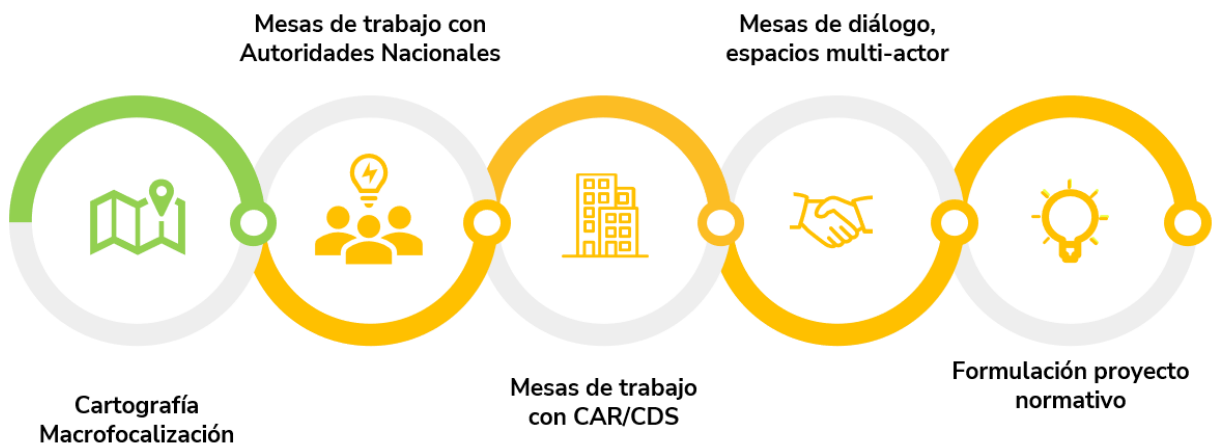 Mesas de trabajo con
Autoridades Nacionales
Mesas de diálogo,
espacios multi-actor
Cartografía
Macrofocalización
Mesas de trabajo
con CAR/CDS
Formulación proyecto
normativo